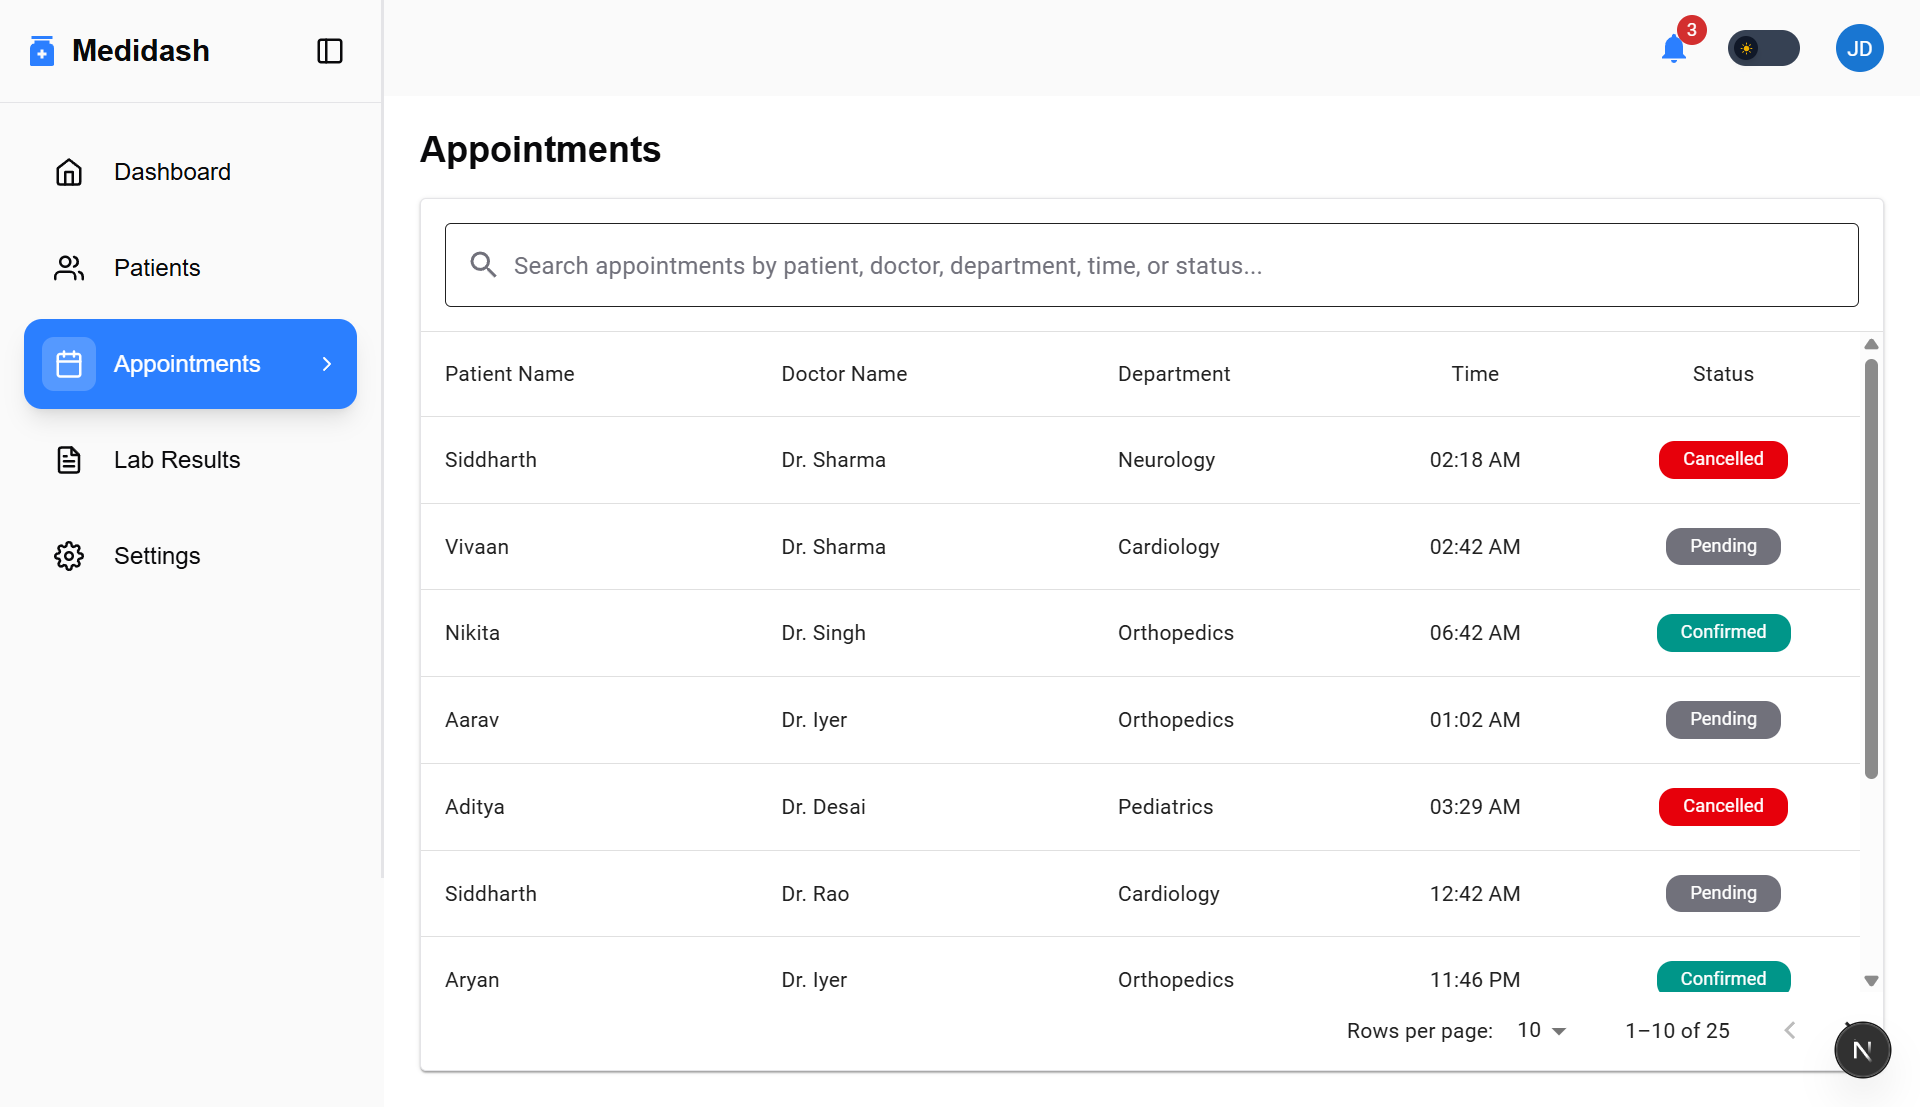 Medidash
3
JD
Dashboard
Patients
Appointments
Lab Results
Settings
Appointments
Search appointments by patient, doctor, department, time, or status...
Patient Name Doctor Name Department Time Status
Siddharth Dr. Sharma Neurology 02:18 AM Cancelled
Vivaan Dr. Sharma Cardiology 02:42 AM Pending
Nikita Dr. Singh Orthopedics 06:42 AM Confirmed
Aarav Dr. Iyer Orthopedics 01:02 AM Pending
Aditya Dr. Desai Pediatrics 03:29 AM Cancelled
Siddharth Dr. Rao Cardiology 12:42 AM Pending
Aryan Dr. Iyer Orthopedics 11:46 PM Confirmed
Rows per page: 10 1–10 of 25
N